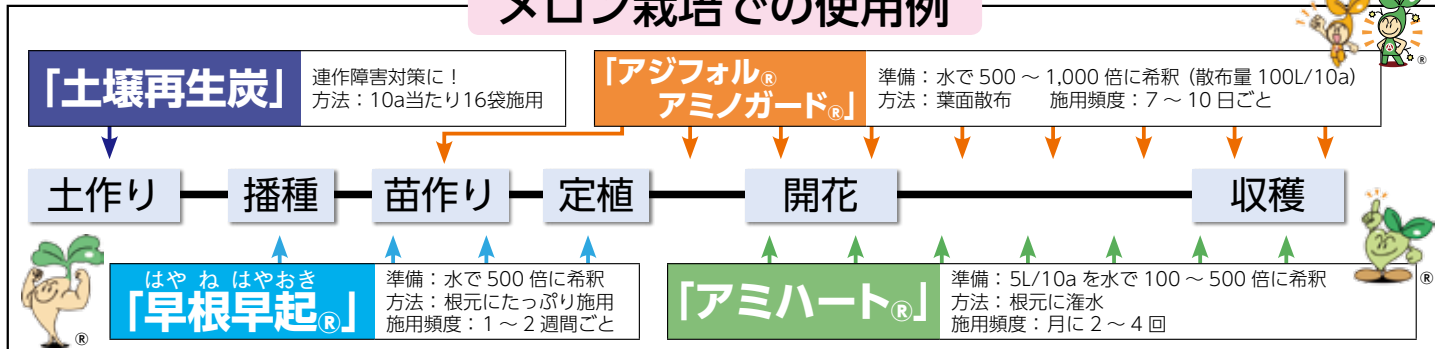 メロン栽培での使用例
「土壌再生炭」
連作障害対策に！
方法：10a当たり16袋施用
「アジフォル®
アミノガード®」
準備：水で 500 ～ 1,000 倍に希釈（散布量 100L/10a）
方法：葉面散布　施用頻度：7 ～ 10 日ごと
®
土作り
播種
苗作り
定植
開花
収穫
®
はや ね はやおき
「早根早起®」
準備：水で 500 倍に希釈
方法：根元にたっぷり施用
施用頻度：1 ～ 2 週間ごと
「アミハート®」
準備：5L/10a を水で 100 ～ 500 倍に希釈
方法：根元に潅水
施用頻度：月に 2 ～ 4 回
®